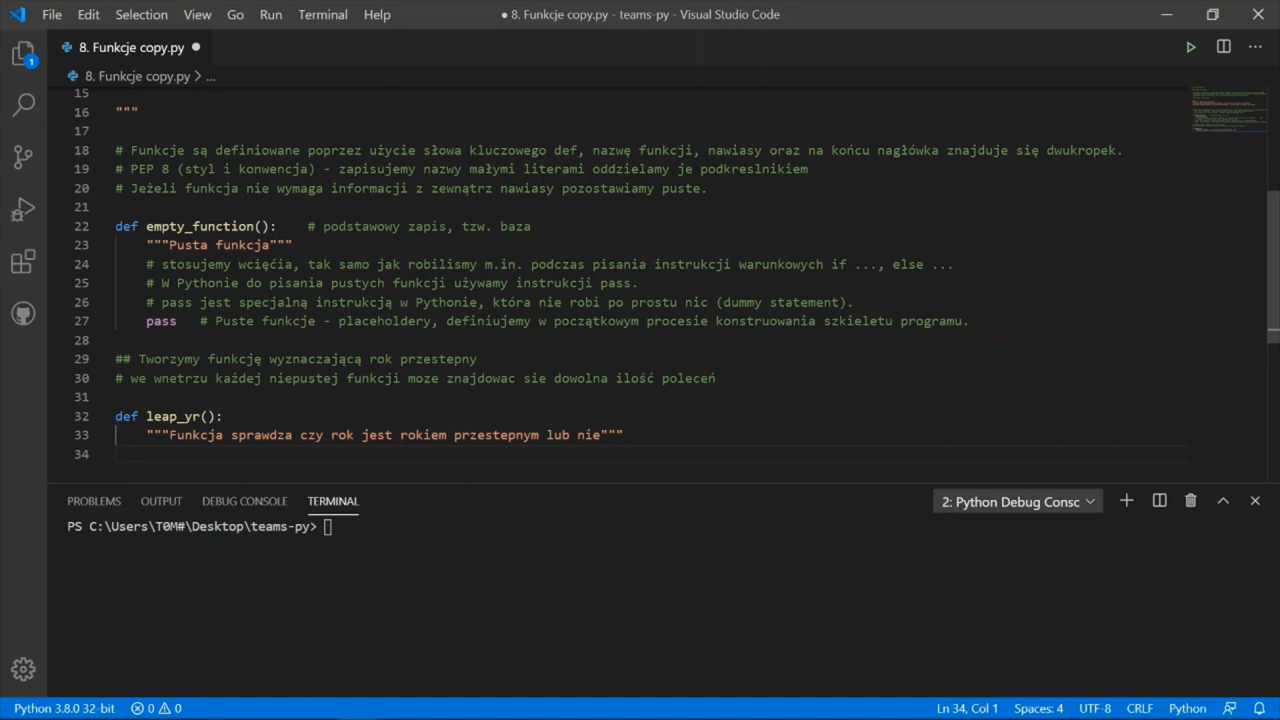 File Edit Selection View Go Run Terminal Help
● 8. Funkcje copy.py - teams-py - Visual Studio Code
8. Funkcje copy.py
8. Funkcje copy.py > ...
1
15
16 """
17
18 # Funkcje są definiowane poprzez użycie słowa kluczowego def, nazwę funkcji, nawiasy oraz na końcu nagłówka znajduje się dwukropek.
19 # PEP 8 (styl i konwencja) - zapisujemy nazwy małymi literami oddzielamy je podkreslnikiem
20 # Jeżeli funkcja nie wymaga informacji z zewnątrz nawiasy pozostawiamy puste.
21
22 def empty_function():    # podstawowy zapis, tzw. baza
23 """Pusta funkcja"""
24 # stosujemy wcięćia, tak samo jak robilismy m.in. podczas pisania instrukcji warunkowych if ..., else ...
25 # W Pythonie do pisania pustych funkcji używamy instrukcji pass.
26 # pass jest specjalną instrukcją w Pythonie, która nie robi po prostu nic (dummy statement).
27 pass   # Puste funkcje - placeholdery, definiujemy w początkowym procesie konstruowania szkieletu programu.
28
29 ## Tworzymy funkcję wyznaczającą rok przestepny
30 # we wnetrzu każdej niepustej funkcji moze znajdowac sie dowolna ilość poleceń
31
32 def leap_yr():
33 """Funkcja sprawdza czy rok jest rokiem przestepnym lub nie"""
34
PROBLEMS OUTPUT DEBUG CONSOLE TERMINAL
2: Python Debug Consc
PS C:\Users\T0M#\Desktop\teams-py>
Python 3.8.0 32-bit 0 0
Ln 34, Col 1 Spaces: 4 UTF-8 CRLF Python